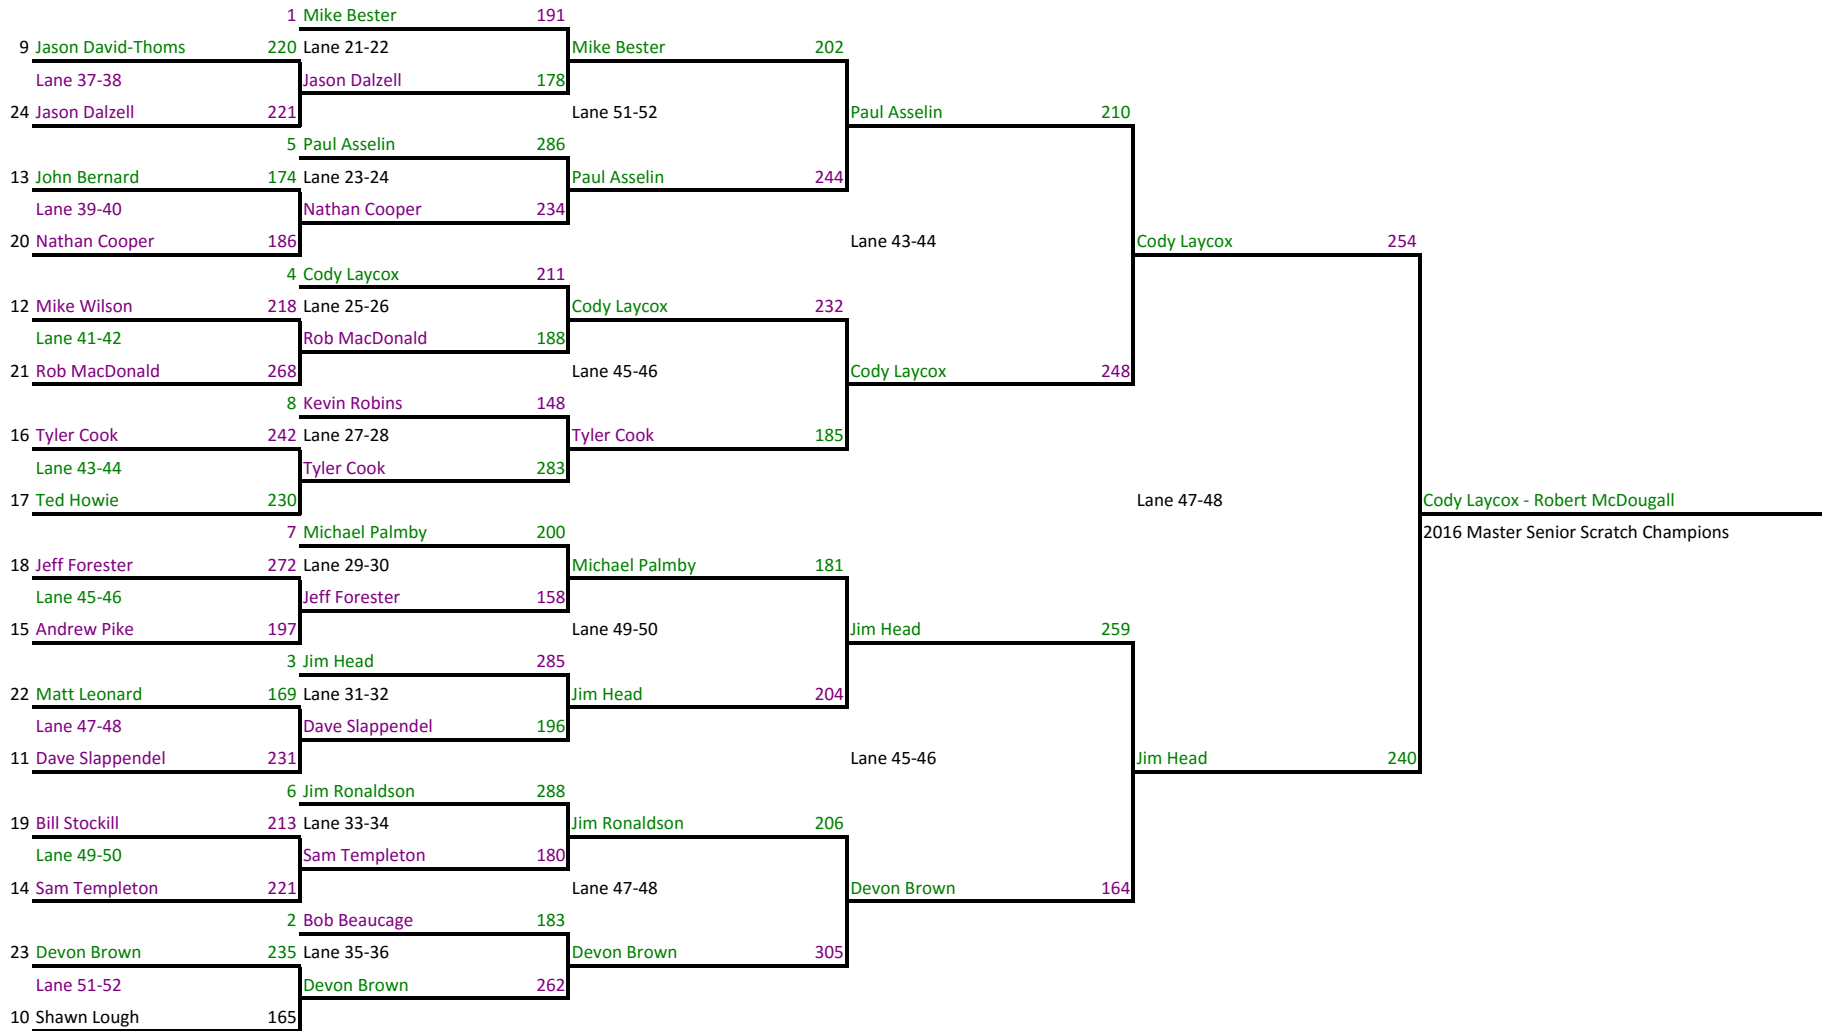 1 Mike Bester 191
9 Jason David-Thoms 220 Lane 21-22 Mike Bester 202
Lane 37-38 Jason Dalzell 178
24 Jason Dalzell 221 Lane 51-52 Paul Asselin 210
5 Paul Asselin 286
13 John Bernard 174 Lane 23-24 Paul Asselin 244
Lane 39-40 Nathan Cooper 234
20 Nathan Cooper 186 Lane 43-44 Cody Laycox 254
4 Cody Laycox 211
12 Mike Wilson 218 Lane 25-26 Cody Laycox 232
Lane 41-42 Rob MacDonald 188
21 Rob MacDonald 268 Lane 45-46 Cody Laycox 248
8 Kevin Robins 148
16 Tyler Cook 242 Lane 27-28 Tyler Cook 185
Lane 43-44 Tyler Cook 283
17 Ted Howie 230 Lane 47-48 Cody Laycox - Robert McDougall
7 Michael Palmby 200 2016 Master Senior Scratch Champions
18 Jeff Forester 272 Lane 29-30 Michael Palmby 181
Lane 45-46 Jeff Forester 158
15 Andrew Pike 197 Lane 49-50 Jim Head 259
3 Jim Head 285
22 Matt Leonard 169 Lane 31-32 Jim Head 204
Lane 47-48 Dave Slappendel 196
11 Dave Slappendel 231 Lane 45-46 Jim Head 240
6 Jim Ronaldson 288
19 Bill Stockill 213 Lane 33-34 Jim Ronaldson 206
Lane 49-50 Sam Templeton 180
14 Sam Templeton 221 Lane 47-48 Devon Brown 164
2 Bob Beaucage 183
23 Devon Brown 235 Lane 35-36 Devon Brown 305
Lane 51-52 Devon Brown 262
10 Shawn Lough 165